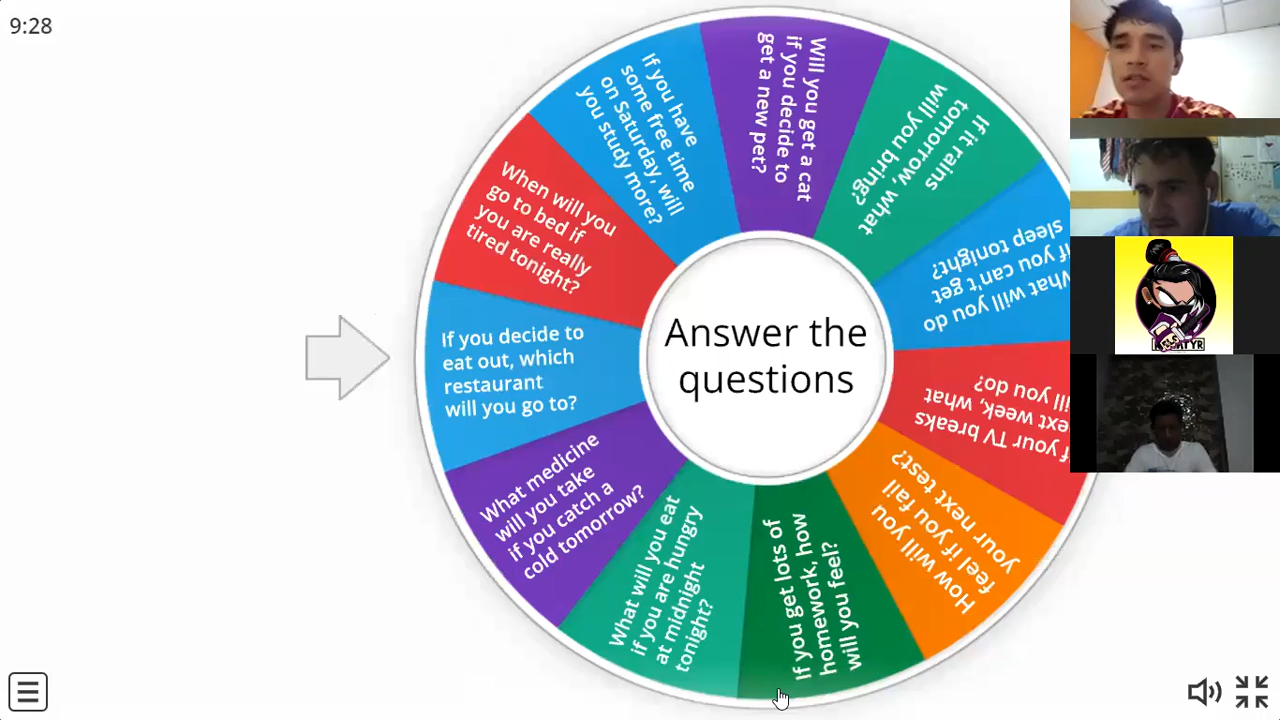 9:28
Will you get a cat
if you decide to
get a new pet?
If it rains
tomorrow, what
will you bring?
What will you do
if you can't get
sleep tonight?
If your TV breaks
next week, what
will you do?
How will you
feel if you fail
your next test?
If you get lots of
homework, how
will you feel?
What will you eat
if you are hungry
at midnight
tonight?
What medicine
will you take
if you catch a
cold tomorrow?
If you decide to
eat out, which
restaurant
will you go to?
When will you
go to bed if
you are really
tired tonight?
If you have
some free time
on Saturday, will
you study more?
Answer the
questions